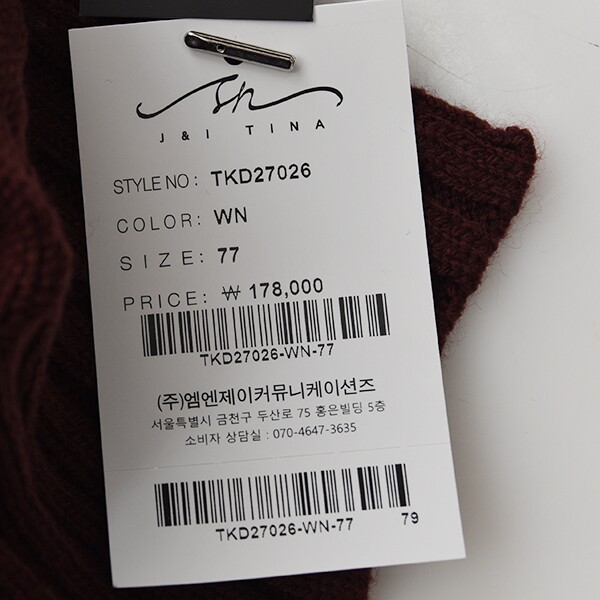 J&I TINA
STYLE NO: TKD27026
COLOR: WN
SIZE: 77
PRICE: ₩ 178,000
TKD27026-WN-77
(주)엠엔제이커뮤니케이션즈
서울특별시 금천구 두산로 75 홍은빌딩 5층
소비자 상담실 : 070-4647-3635
TKD27026-WN-77 79